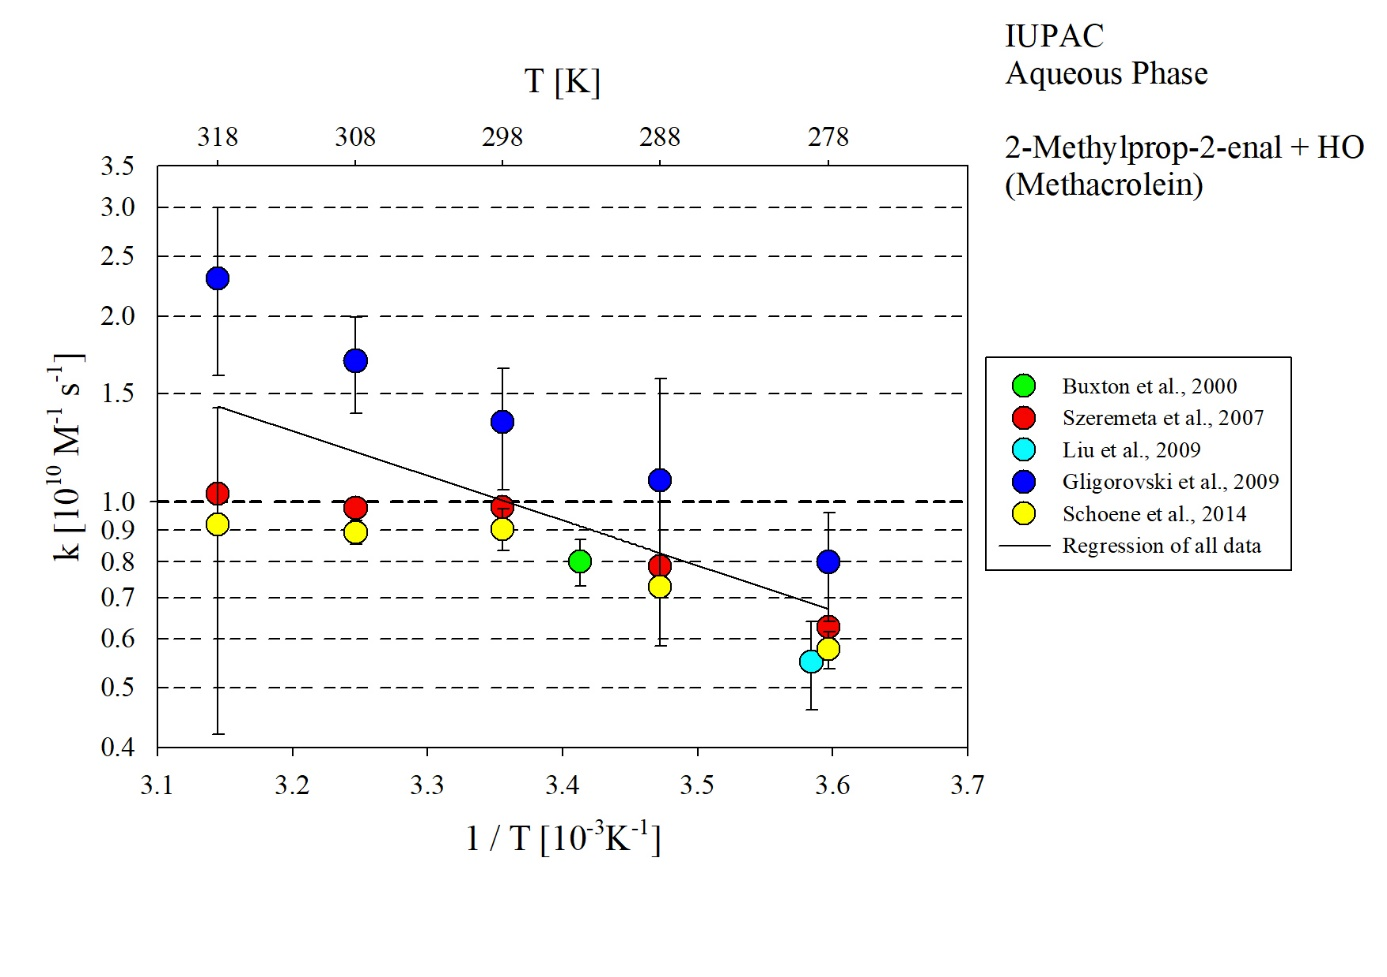 IUPAC
Aqueous Phase
2-Methylprop-2-enal + HO
(Methacrolein)
T [K]
318 308 298 288 278
3.5
3.0
2.5
2.0
1.5
1.0
0.9
0.8
0.7
0.6
0.5
0.4
k [10¹⁰ M⁻¹ s⁻¹]
3.1 3.2 3.3 3.4 3.5 3.6 3.7
1 / T [10⁻³K⁻¹]
Buxton et al., 2000
Szeremeta et al., 2007
Liu et al., 2009
Gligorovski et al., 2009
Schoene et al., 2014
Regression of all data